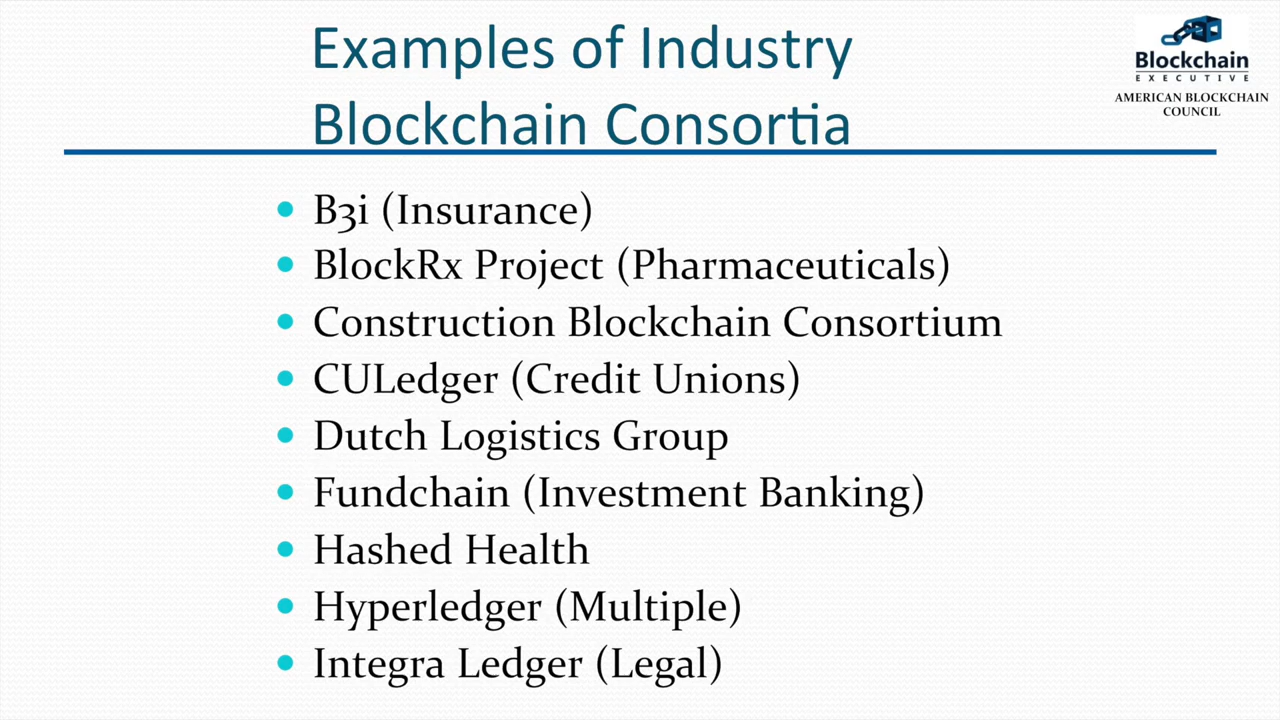 Examples of Industry
Blockchain Consortia
Blockchain
EXECUTIVE
AMERICAN BLOCKCHAIN
COUNCIL
• B3i (Insurance)
• BlockRx Project (Pharmaceuticals)
• Construction Blockchain Consortium
• CULedger (Credit Unions)
• Dutch Logistics Group
• Fundchain (Investment Banking)
• Hashed Health
• Hyperledger (Multiple)
• Integra Ledger (Legal)